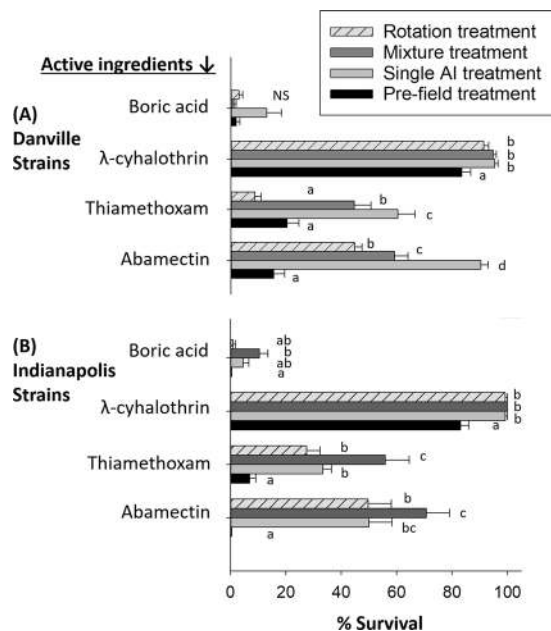 Rotation treatment
Mixture treatment
Single AI treatment
Pre-field treatment
Active ingredients ↓
(A)
Danville
Strains
Boric acid
NS
λ-cyhalothrin
b
b
b
a
Thiamethoxam
a
b
c
a
Abamectin
b
c
d
a
(B)
Indianapolis
Strains
Boric acid
ab
b
ab
a
λ-cyhalothrin
b
b
b
a
Thiamethoxam
b
c
b
a
Abamectin
b
c
bc
a
0 20 40 60 80 100
% Survival